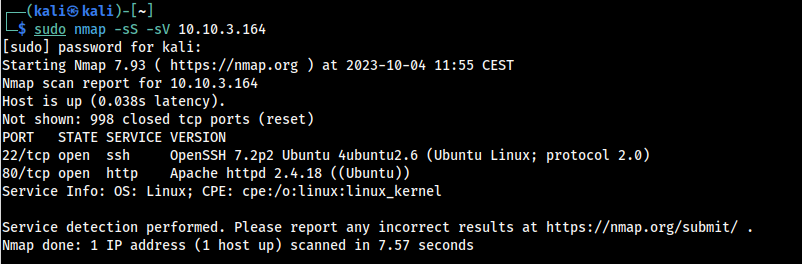 ┌──(kali㉿kali)-[~]
└─$ sudo nmap -sS -sV 10.10.3.164
[sudo] password for kali:
Starting Nmap 7.93 ( https://nmap.org ) at 2023-10-04 11:55 CEST
Nmap scan report for 10.10.3.164
Host is up (0.038s latency).
Not shown: 998 closed tcp ports (reset)
PORT   STATE SERVICE VERSION
22/tcp open  ssh     OpenSSH 7.2p2 Ubuntu 4ubuntu2.6 (Ubuntu Linux; protocol 2.0)
80/tcp open  http    Apache httpd 2.4.18 ((Ubuntu))
Service Info: OS: Linux; CPE: cpe:/o:linux:linux_kernel

Service detection performed. Please report any incorrect results at https://nmap.org/submit/ .
Nmap done: 1 IP address (1 host up) scanned in 7.57 seconds